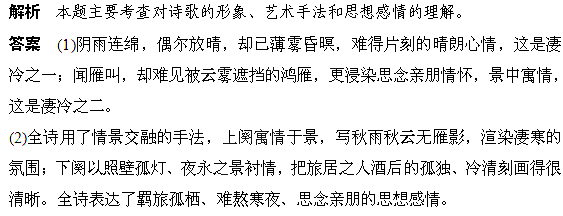 解析　本题主要考查对诗歌的形象、艺术手法和思想感情的理解。
答案　(1)阴雨连绵，偶尔放晴，却已薄雾昏暝，难得片刻的晴朗心情，这是凄
冷之一；闻雁叫，却难见被云雾遮挡的鸿雁，更浸染思念亲朋情怀，景中寓情，
这是凄冷之二。
(2)全诗用了情景交融的手法，上阕寓情于景，写秋雨秋云无雁影，渲染凄寒的
氛围；下阕以照壁孤灯、夜永之景衬情，把旅居之人酒后的孤独、冷清刻画得很
清晰。全诗表达了羁旅孤栖、难熬寒夜、思念亲朋的思想感情。